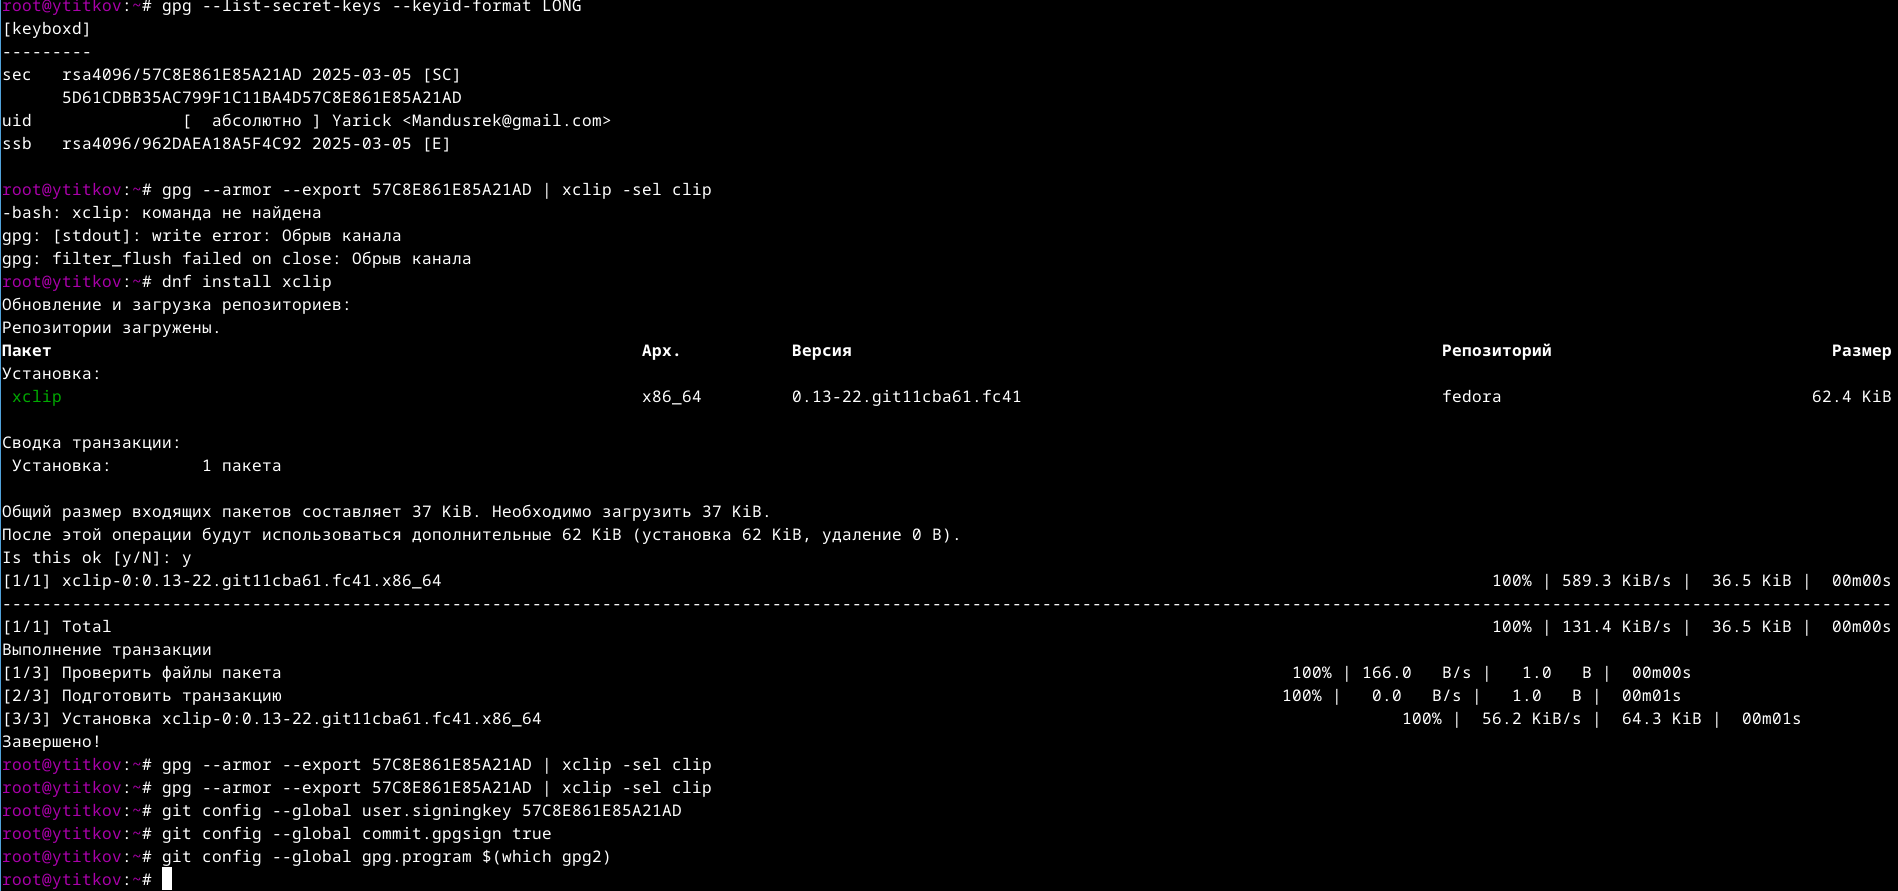 root@ytitkov:~# gpg --list-secret-keys --keyid-format LONG
[keyboxd]
---------
sec   rsa4096/57C8E861E85A21AD 2025-03-05 [SC]
      5D61CDBB35AC799F1C11BA4D57C8E861E85A21AD
uid               [  абсолютно ] Yarick <Mandusrek@gmail.com>
ssb   rsa4096/962DAEA18A5F4C92 2025-03-05 [E]

root@ytitkov:~# gpg --armor --export 57C8E861E85A21AD | xclip -sel clip
-bash: xclip: команда не найдена
gpg: [stdout]: write error: Обрыв канала
gpg: filter_flush failed on close: Обрыв канала
root@ytitkov:~# dnf install xclip
Обновление и загрузка репозиториев:
Репозитории загружены.
Пакет Арх. Версия Репозиторий Размер
Установка:
 xclip x86_64 0.13-22.git11cba61.fc41 fedora 62.4 KiB

Сводка транзакции:
 Установка:         1 пакета

Общий размер входящих пакетов составляет 37 KiB. Необходимо загрузить 37 KiB.
После этой операции будут использоваться дополнительные 62 KiB (установка 62 KiB, удаление 0 B).
Is this ok [y/N]: y
[1/1] xclip-0:0.13-22.git11cba61.fc41.x86_64 100% | 589.3 KiB/s |  36.5 KiB |  00m00s
---------------------------------------------------------------------------------------------------------------------------------------------------------------------------------------------
[1/1] Total 100% | 131.4 KiB/s |  36.5 KiB |  00m00s
Выполнение транзакции
[1/3] Проверить файлы пакета 100% | 166.0   B/s |   1.0   B |  00m00s
[2/3] Подготовить транзакцию 100% |   0.0   B/s |   1.0   B |  00m01s
[3/3] Установка xclip-0:0.13-22.git11cba61.fc41.x86_64 100% |  56.2 KiB/s |  64.3 KiB |  00m01s
Завершено!
root@ytitkov:~# gpg --armor --export 57C8E861E85A21AD | xclip -sel clip
root@ytitkov:~# gpg --armor --export 57C8E861E85A21AD | xclip -sel clip
root@ytitkov:~# git config --global user.signingkey 57C8E861E85A21AD
root@ytitkov:~# git config --global commit.gpgsign true
root@ytitkov:~# git config --global gpg.program $(which gpg2)
root@ytitkov:~#